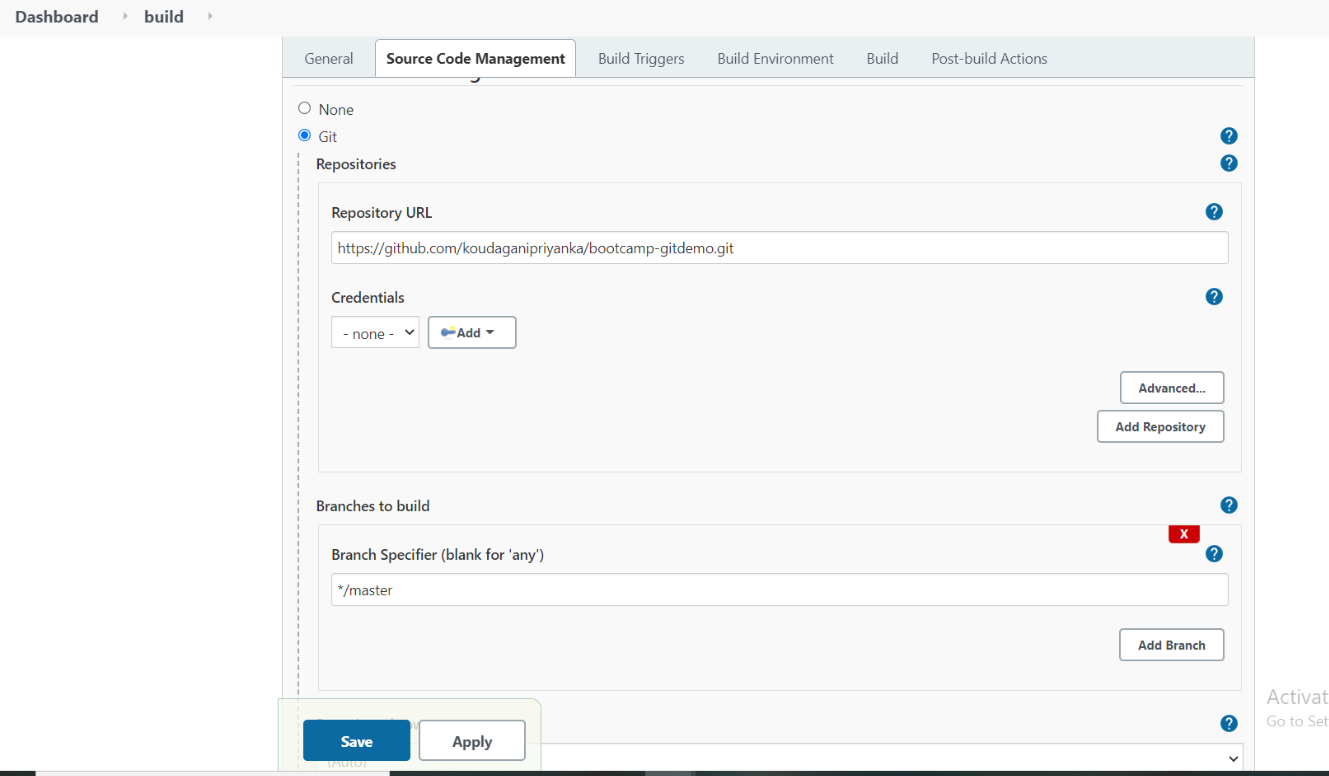 Dashboard build
General Source Code Management Build Triggers Build Environment Build Post-build Actions
None
Git
Repositories
Repository URL
https://github.com/koudaganipriyanka/bootcamp-gitdemo.git
Credentials
- none - Add
Advanced...
Add Repository
Branches to build
X
Branch Specifier (blank for 'any')
*/master
Add Branch
Activat
Go to Set
Save Apply
(Auto)